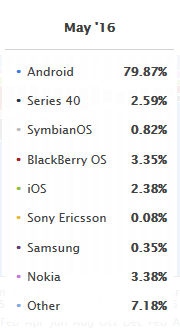 May '16
Android 79.87%
Series 40 2.59%
SymbianOS 0.82%
BlackBerry OS 3.35%
iOS 2.38%
Sony Ericsson 0.08%
Samsung 0.35%
Nokia 3.38%
Other 7.18%